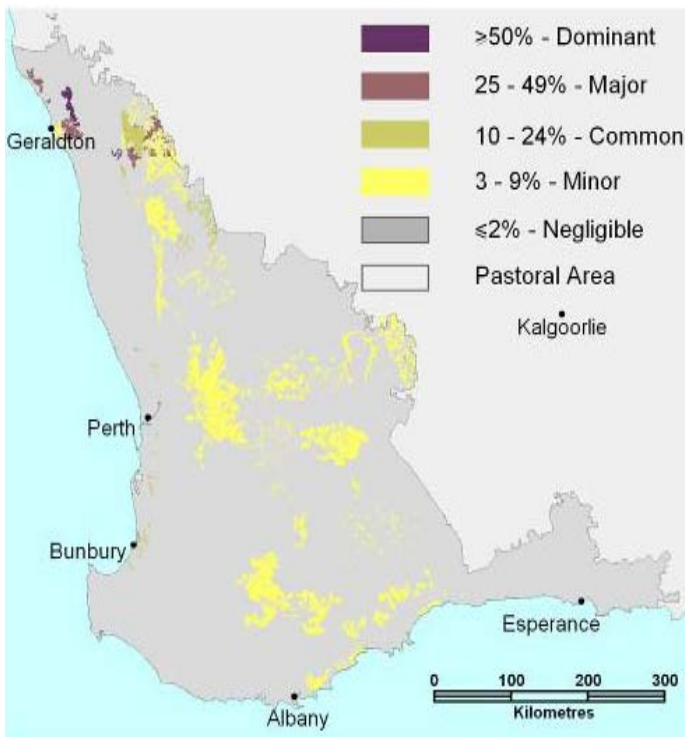 ≥50% - Dominant
25 - 49% - Major
10 - 24% - Common
3 - 9% - Minor
≤2% - Negligible
Pastoral Area
Geraldton
Kalgoorlie
Perth
Bunbury
Esperance
Albany
0 100 200 300
Kilometres